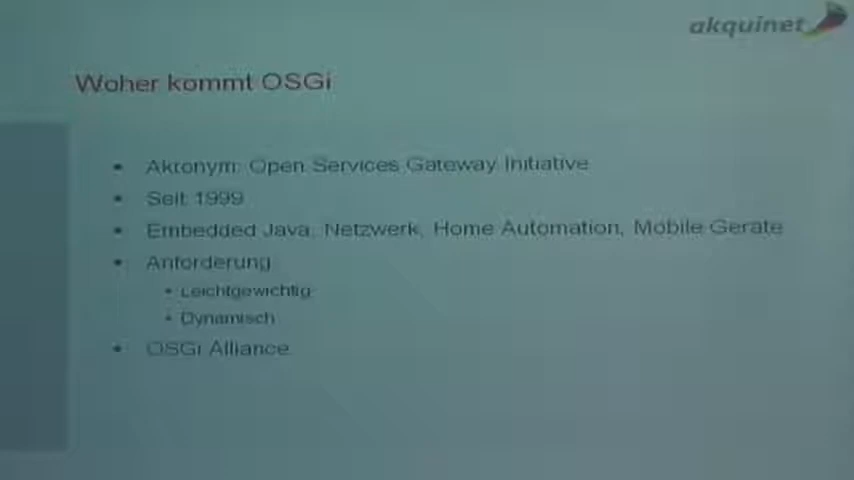 akquinet
Woher kommt OSGi
• Akronym: Open Services Gateway Initiative
• Seit 1999
• Embedded Java, Netzwerk, Home Automation, Mobile Geräte
• Anforderung
• Leichtgewichtig
• Dynamisch
• OSGi Alliance